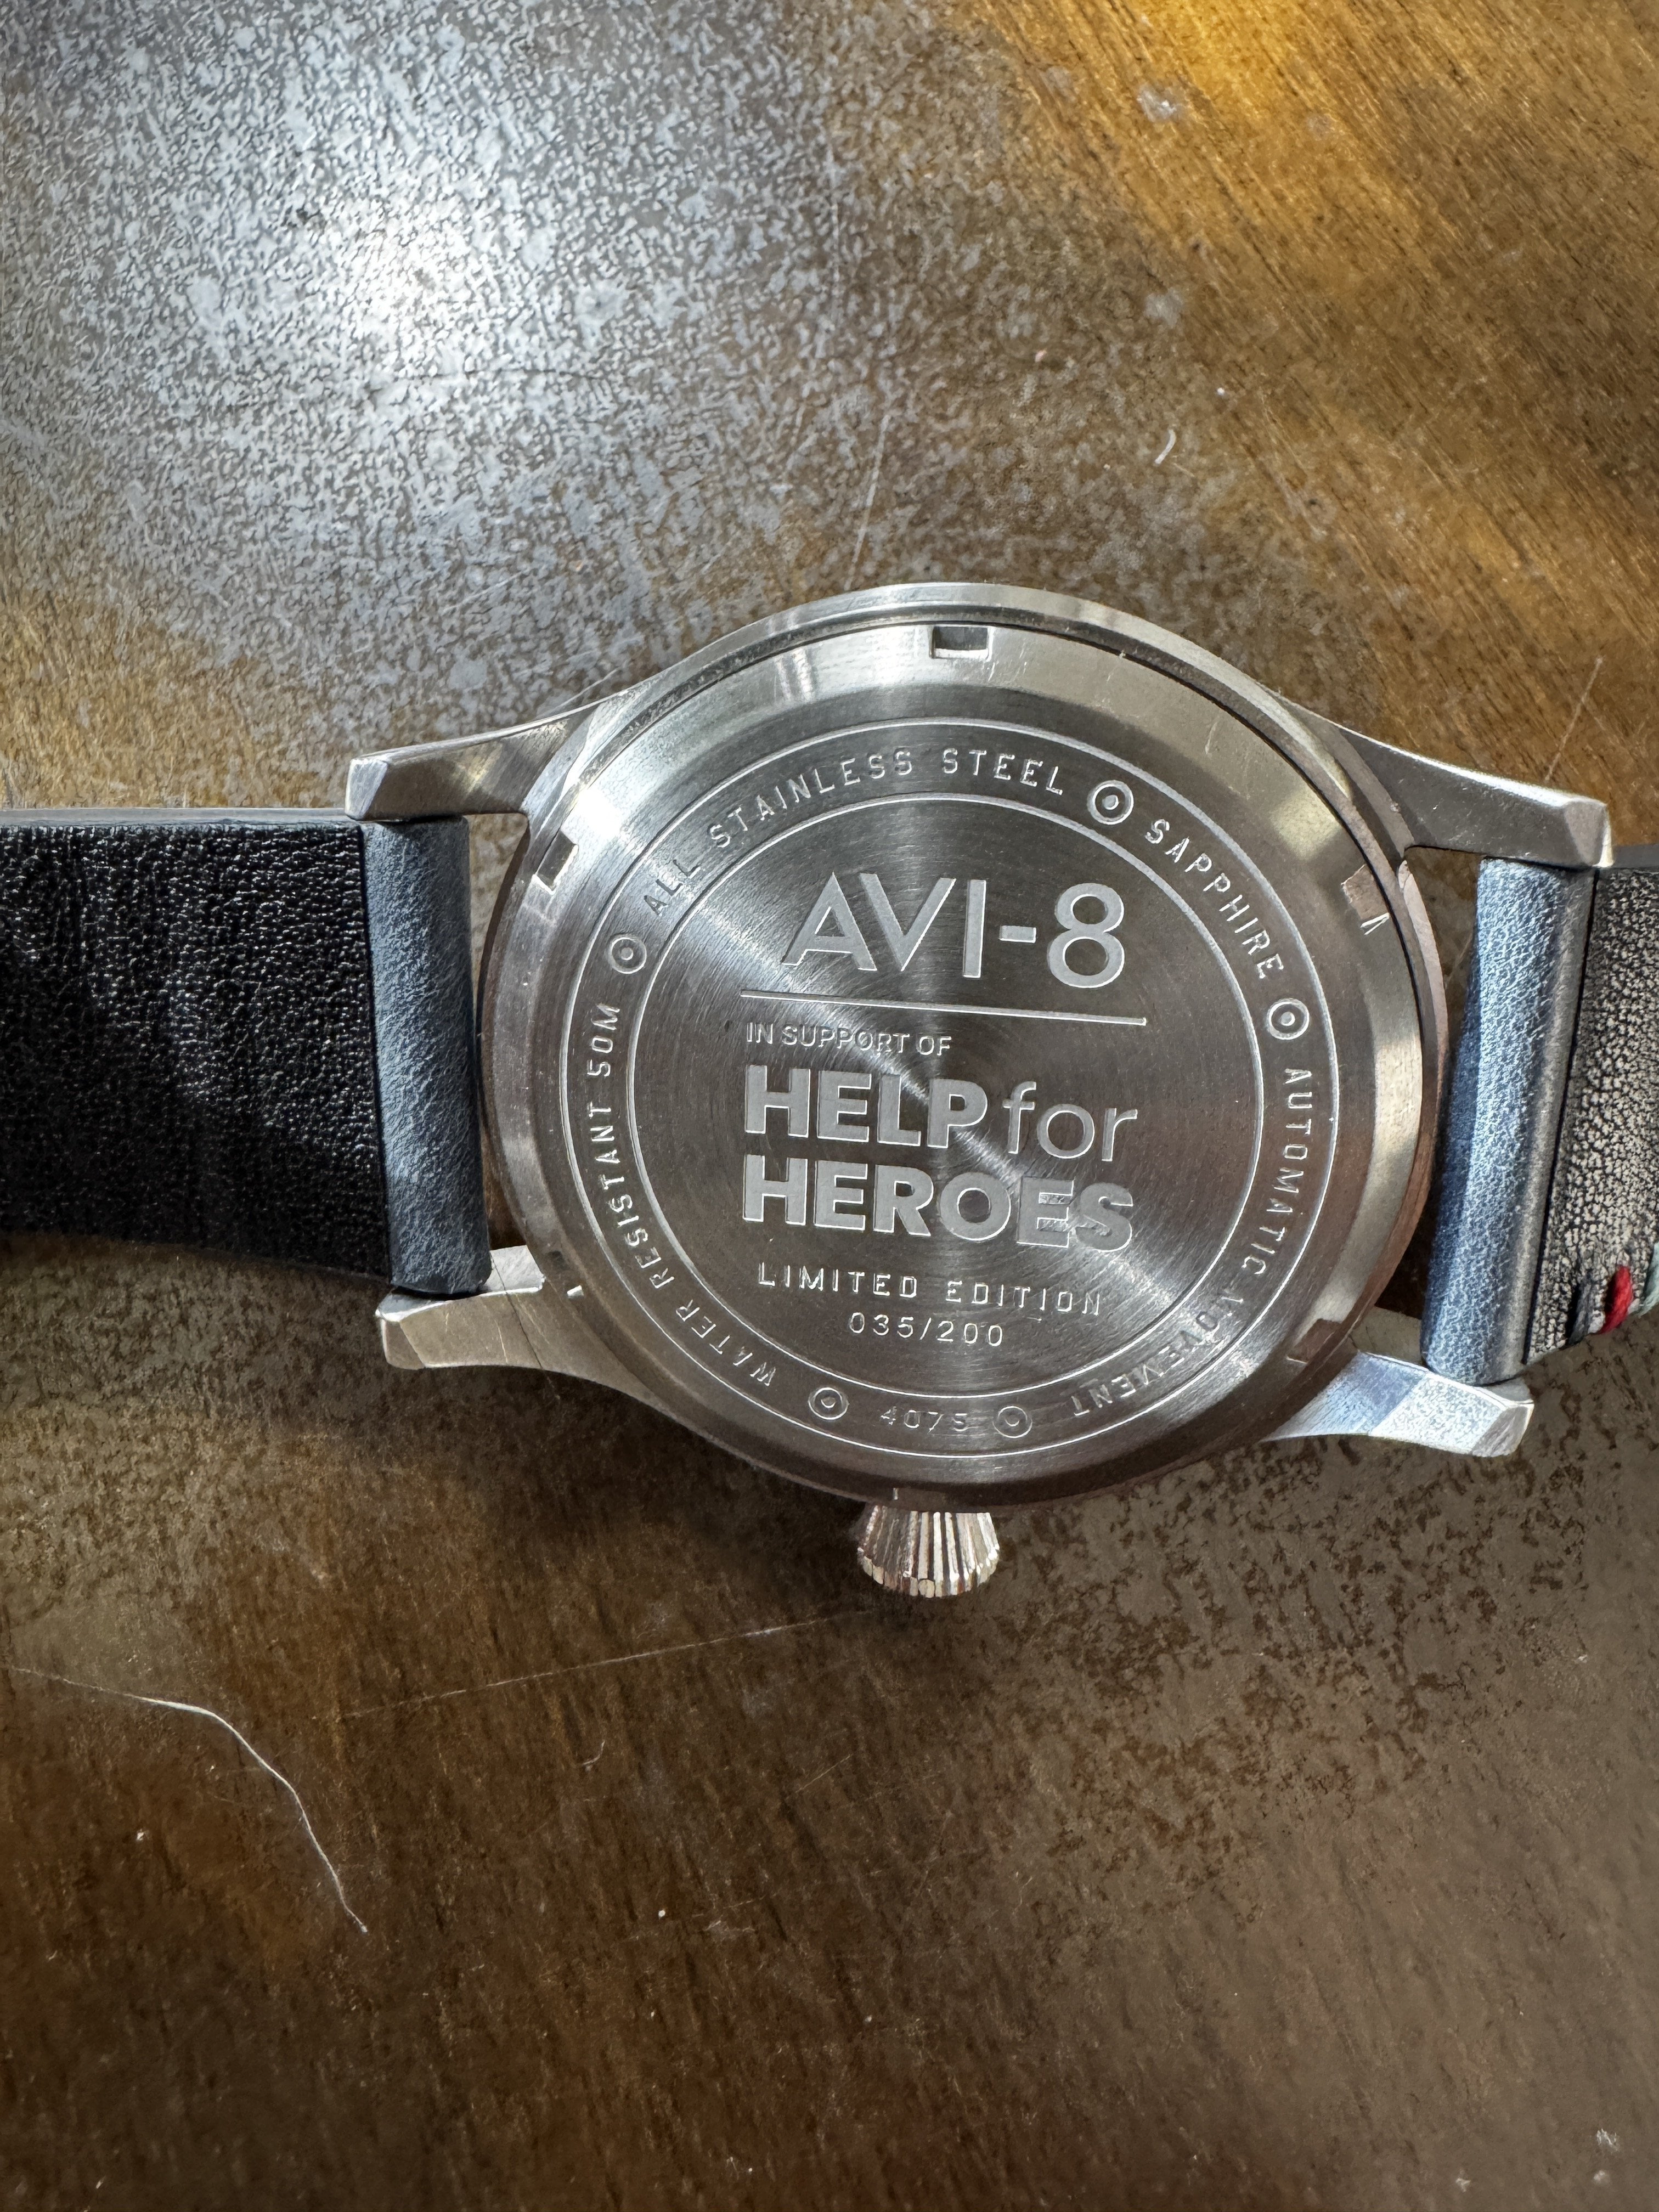 AVI-8
IN SUPPORT OF
HELP for
HEROES
LIMITED EDITION
035/200
ALL STAINLESS STEEL
SAPPHIRE
AUTOMATIC MOVEMENT
4075
WATER RESISTANT 50M